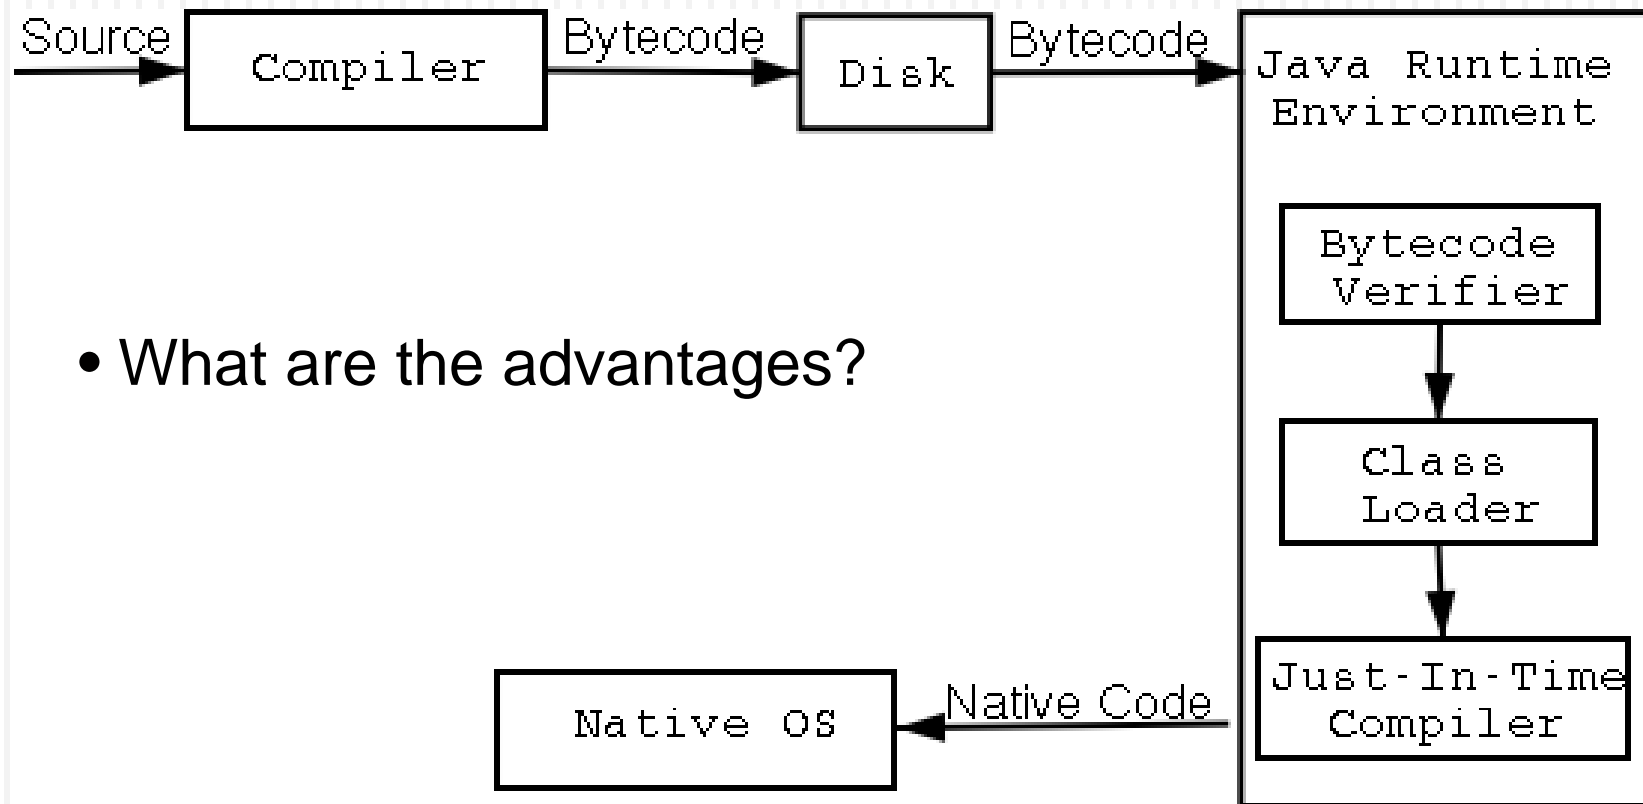 Source
Compiler
Bytecode
Disk
Bytecode
Java Runtime
Environment
Bytecode
Verifier
• What are the advantages?
Class
Loader
Just-In-Time
Compiler
Native Code
Native OS